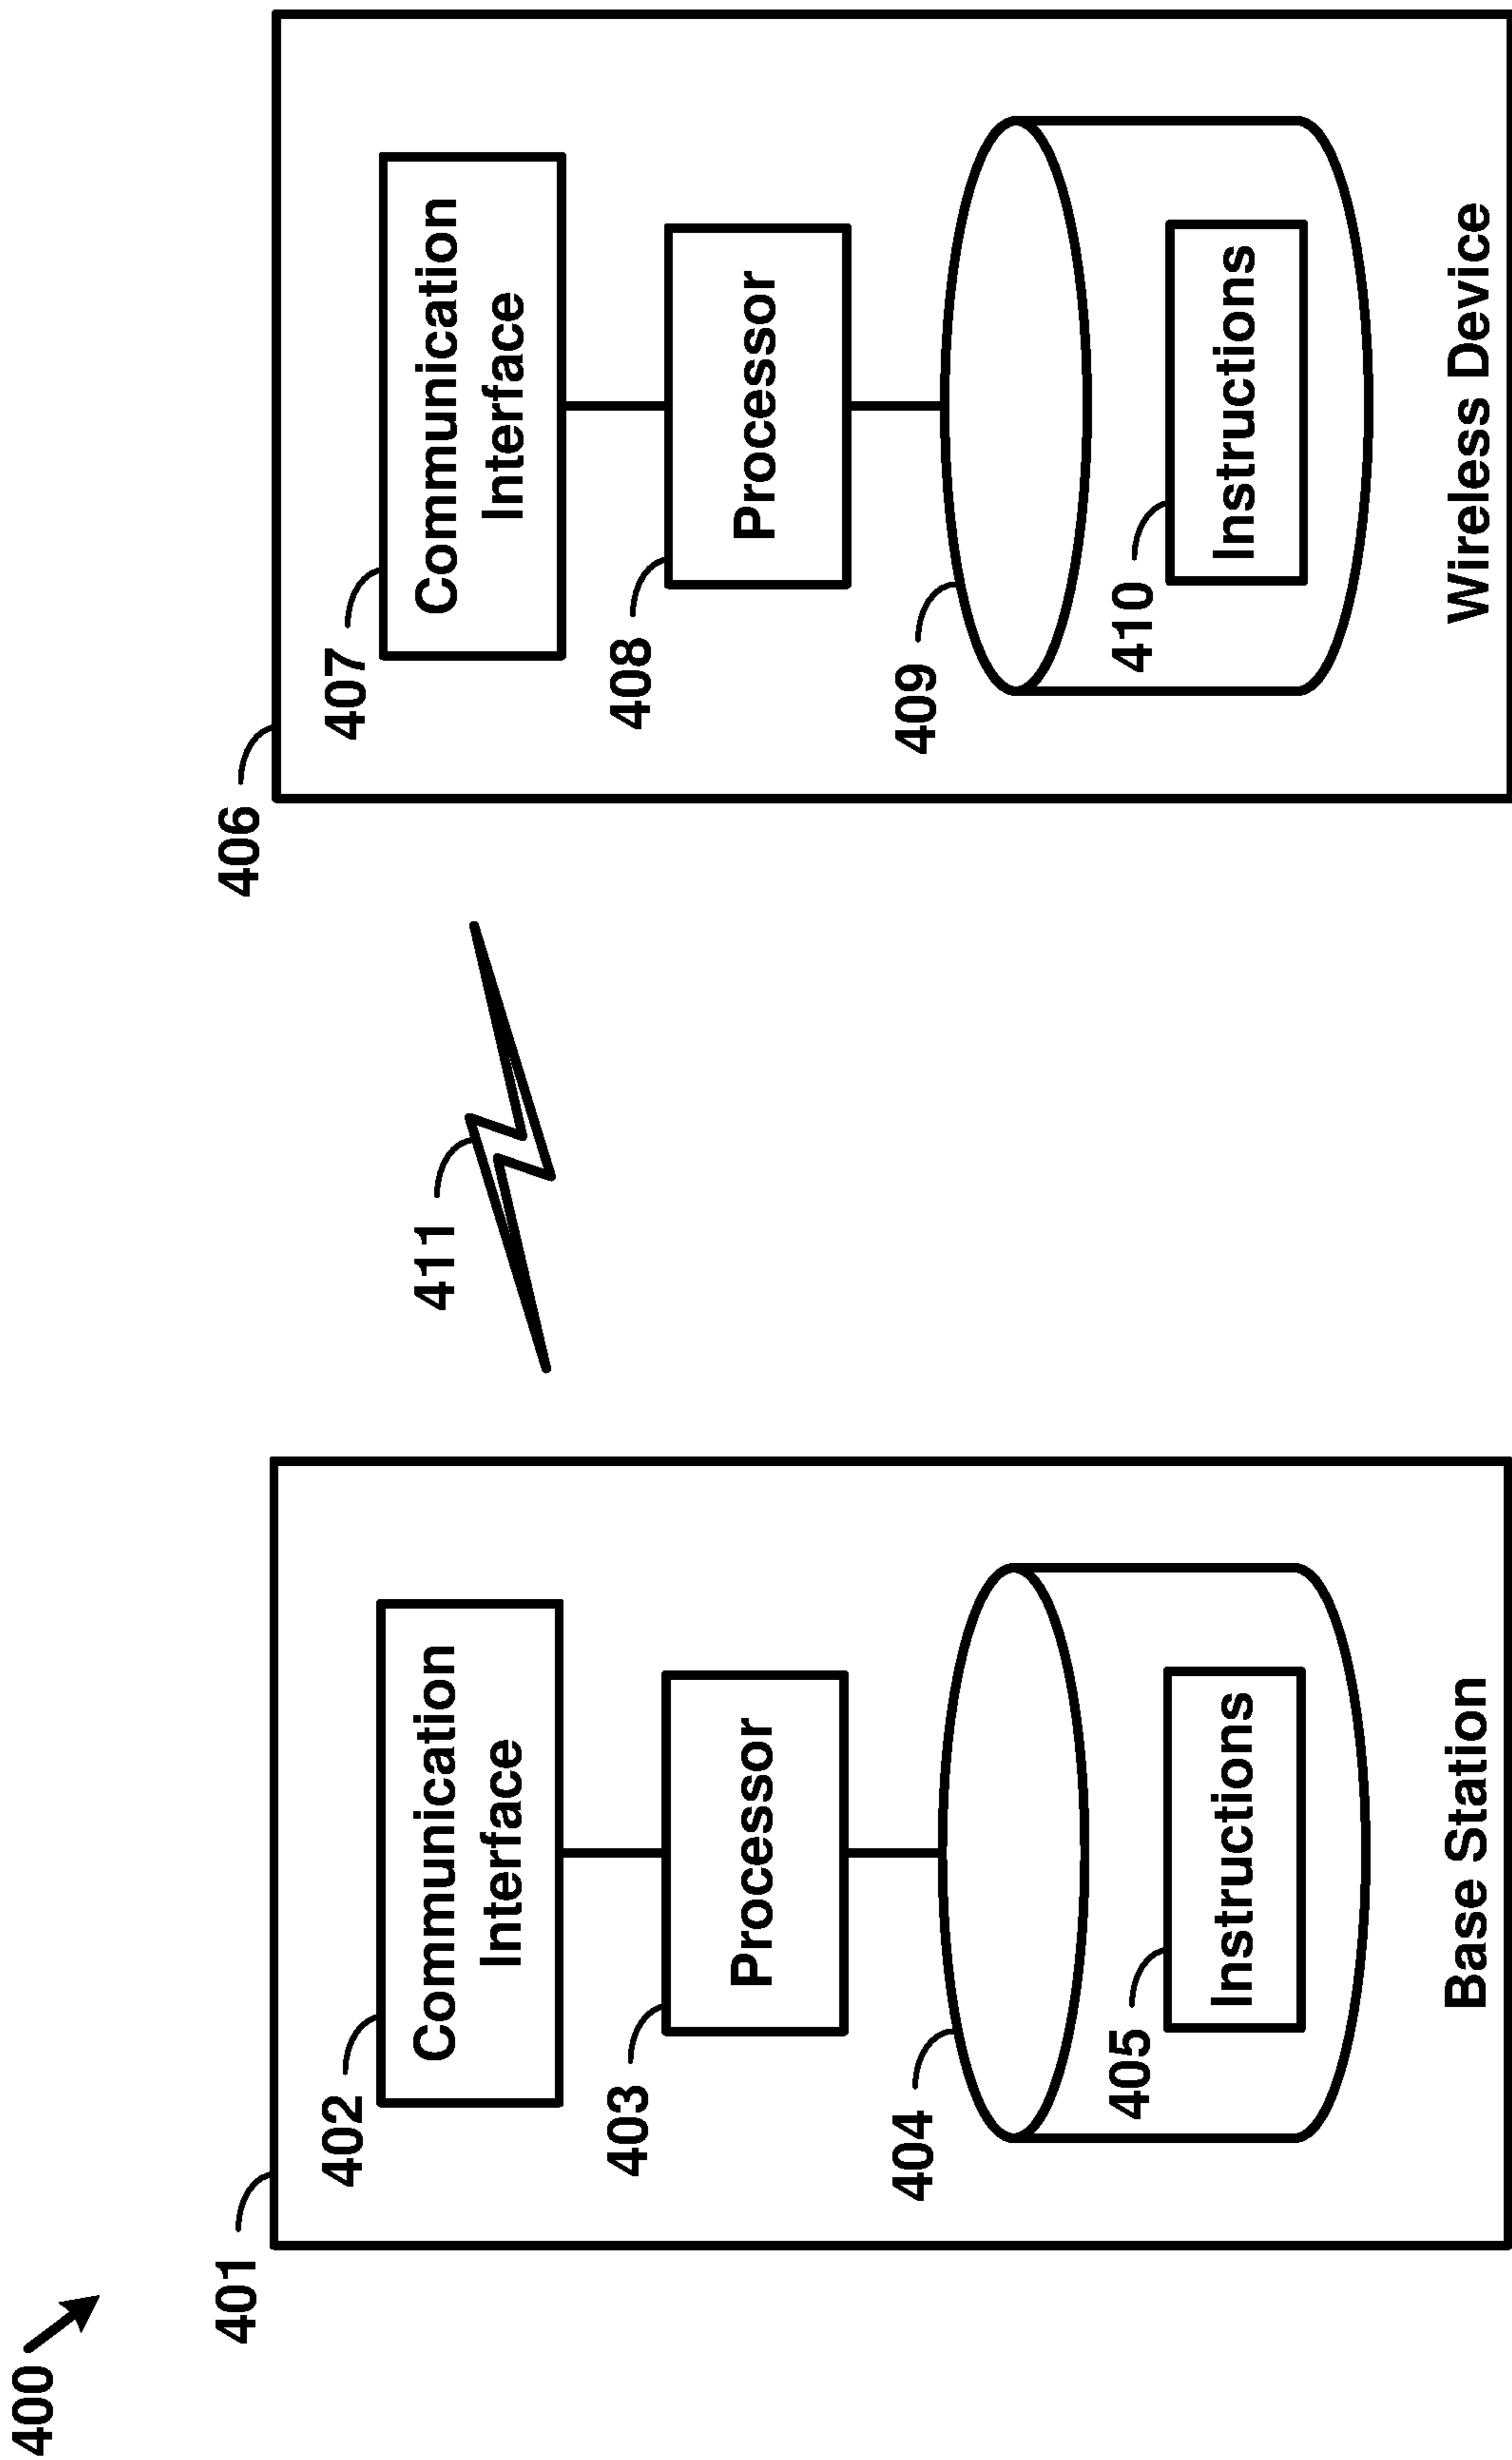 400
401
402
Communication
Interface
403
Processor
404
405
Instructions
Base Station
411
406
407
Communication
Interface
408
Processor
409
410
Instructions
Wireless Device